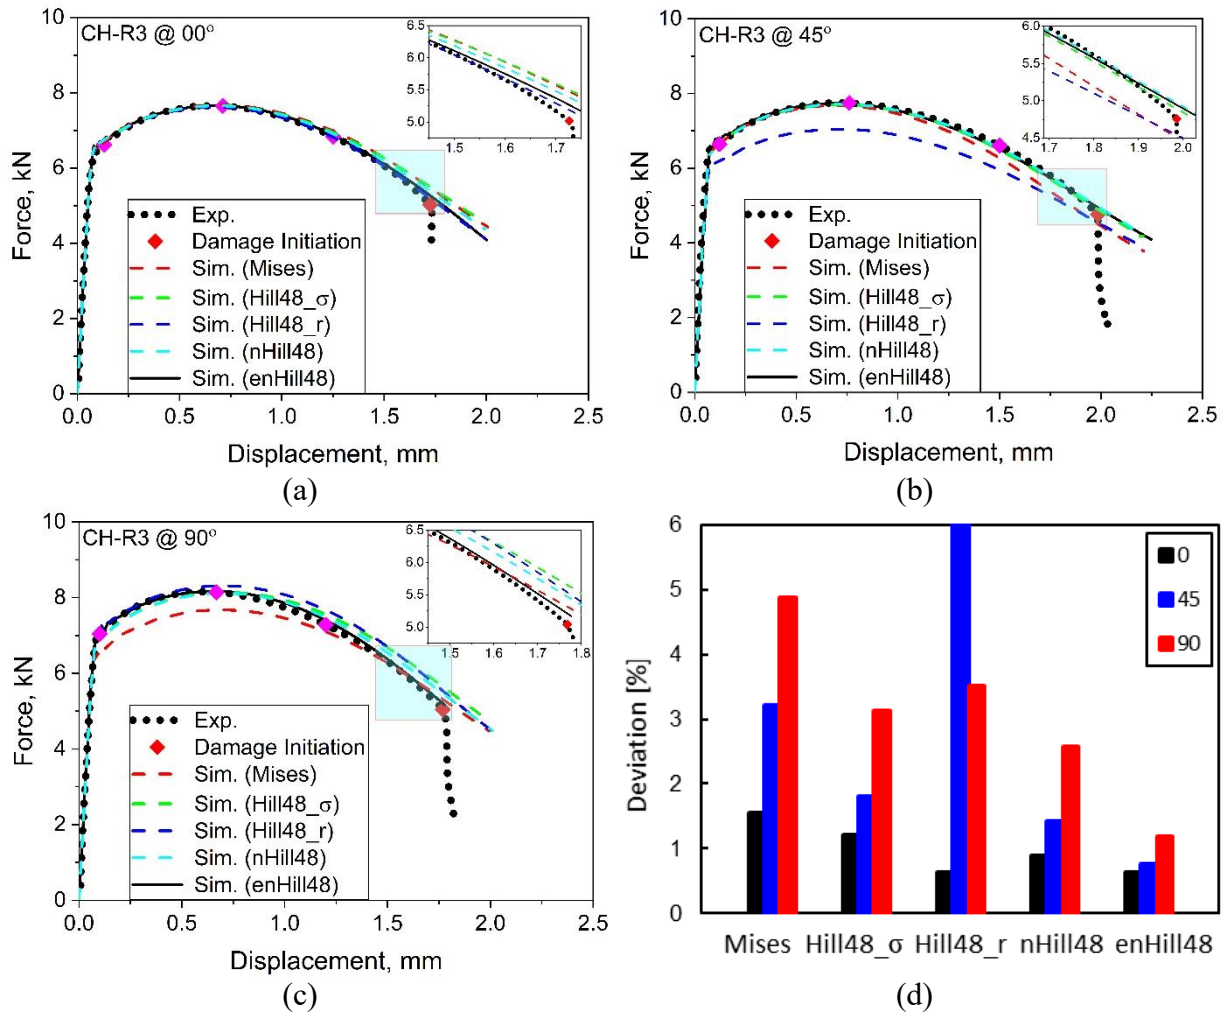 CH-R3 @ 00°
10
8
6
4
2
0
Force, kN
6.5
6.0
5.5
5.0
1.5
1.6
1.7
Exp.
Damage Initiation
Sim. (Mises)
Sim. (Hill48_σ)
Sim. (Hill48_r)
Sim. (nHill48)
Sim. (enHill48)
0.0 0.5 1.0 1.5 2.0 2.5
Displacement, mm
(a)
CH-R3 @ 45°
10
8
6
4
2
0
Force, kN
6.0
5.5
5.0
4.5
1.7 1.8 1.9 2.0
Exp.
Damage Initiation
Sim. (Mises)
Sim. (Hill48_σ)
Sim. (Hill48_r)
Sim. (nHill48)
Sim. (enHill48)
0.0 0.5 1.0 1.5 2.0 2.5
Displacement, mm
(b)
CH-R3 @ 90°
10
8
6
4
2
0
Force, kN
6.5
6.0
5.5
5.0
1.5 1.6 1.7 1.8
Exp.
Damage Initiation
Sim. (Mises)
Sim. (Hill48_σ)
Sim. (Hill48_r)
Sim. (nHill48)
Sim. (enHill48)
0.0 0.5 1.0 1.5 2.0 2.5
Displacement, mm
(c)
6
5
4
3
2
1
0
Deviation [%]
0
45
90
Mises Hill48_σ Hill48_r nHill48 enHill48
(d)